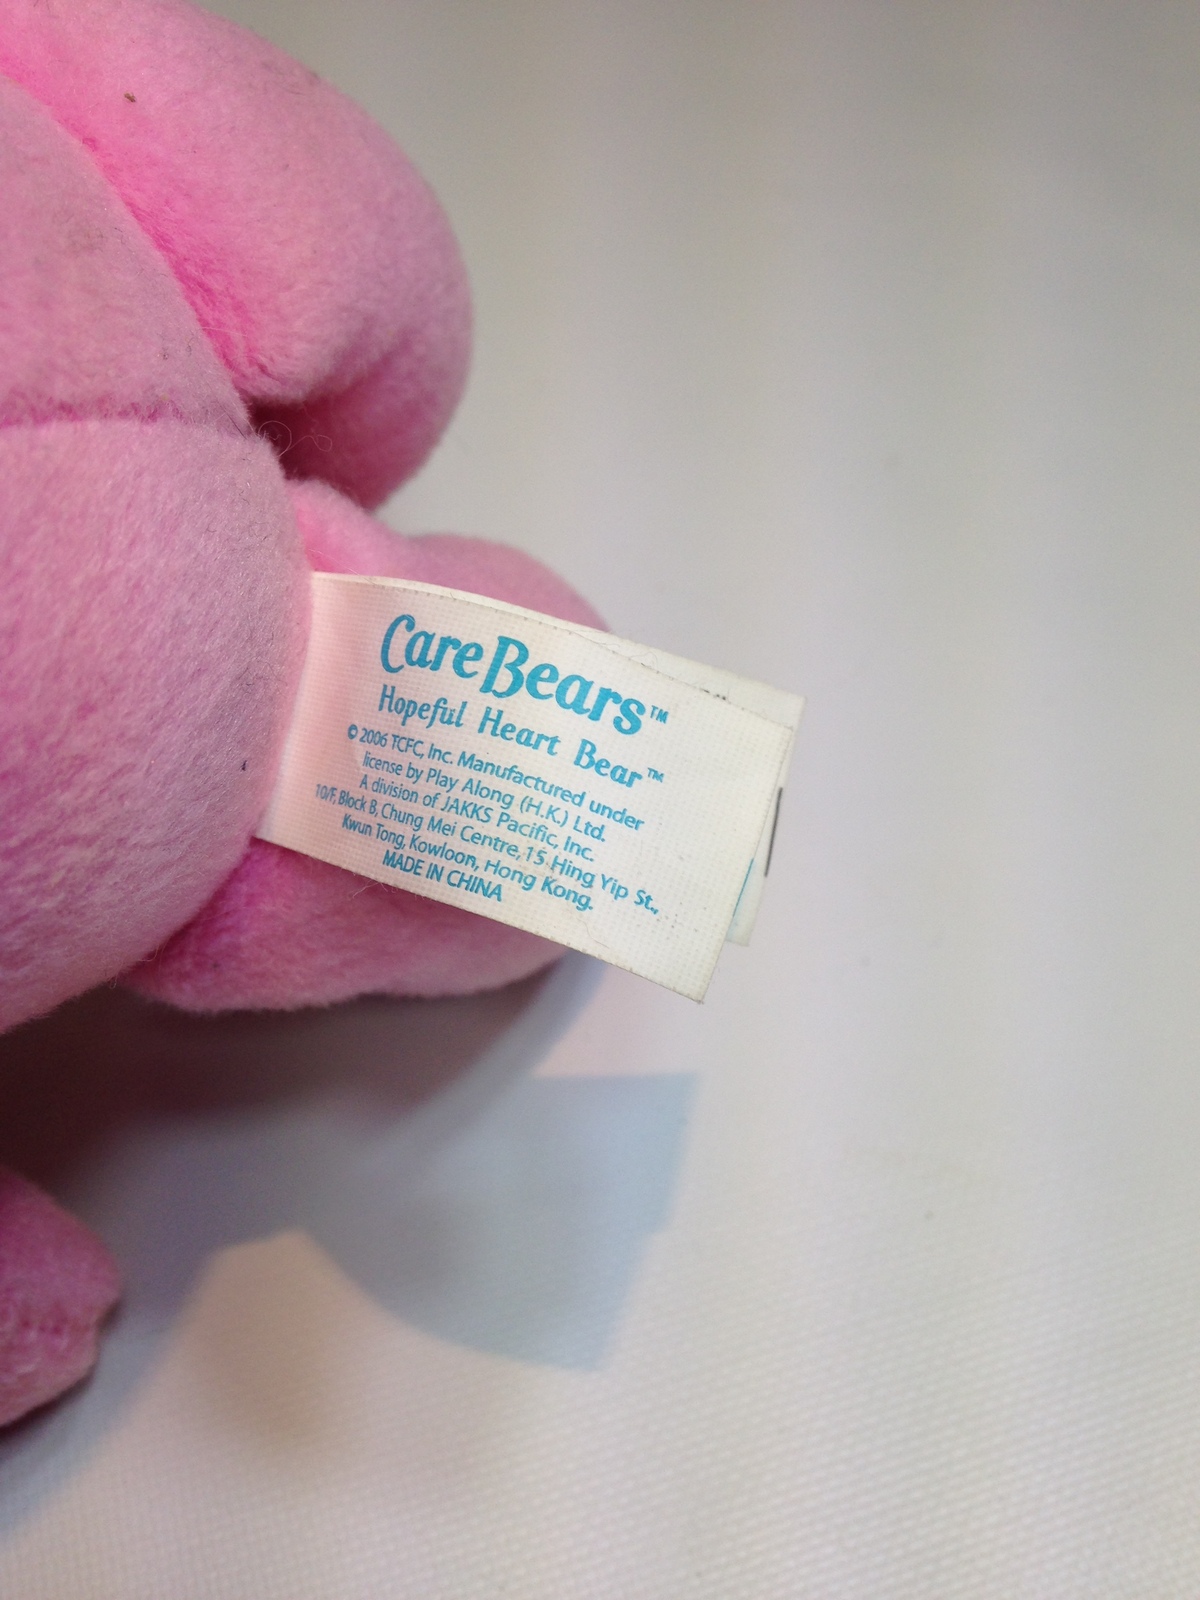 Care Bears™
Hopeful Heart Bear™
© 2006 TCFC, Inc. Manufactured under
license by Play Along (H.K.) Ltd.
A division of JAKKS Pacific, Inc.
10/F, Block B, Chung Mei Centre, 15 Hing Yip St.,
Kwun Tong, Kowloon, Hong Kong.
MADE IN CHINA